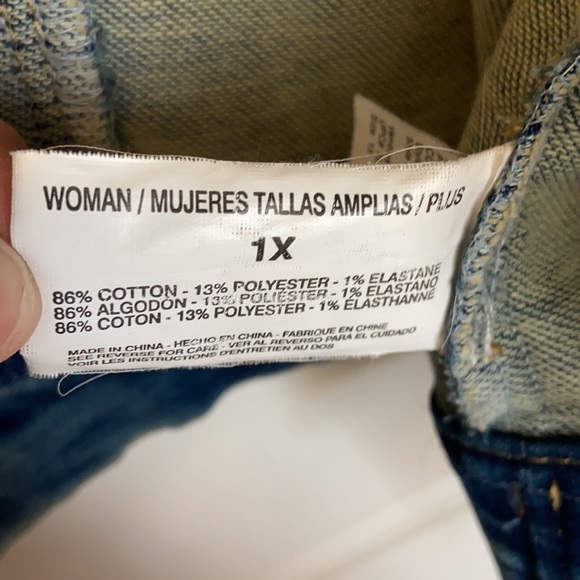 WOMAN / MUJERES TALLAS AMPLIAS / PLUS
1X
86% COTTON - 13% POLYESTER - 1% ELASTANE
86% ALGODÓN - 13% POLIÉSTER - 1% ELASTANO
86% COTON - 13% POLYESTER - 1% ELASTHANNE
MADE IN CHINA - HECHO EN CHINA - FABRIQUE EN CHINE
SEE REVERSE FOR CARE - VER AL REVERSO PARA EL CUIDADO
VOIR LES INSTRUCTIONS D'ENTRETIEN AU DOS